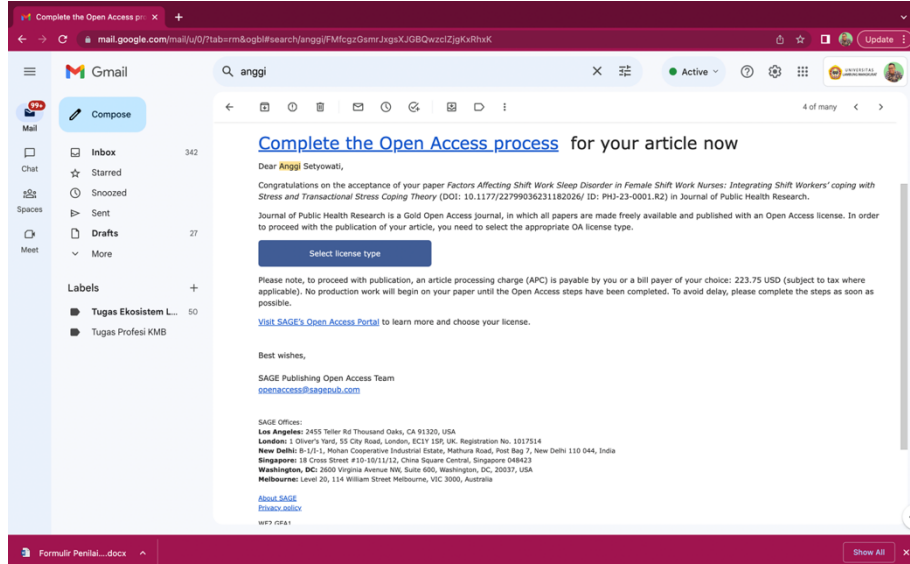 Complete the Open Access pro
mail.google.com/mail/u/0/?tab=rm&ogbl#search/anggi/FMfcgzGsmrJxgsXJGBQwzclZjgKxRhxK
Update
Gmail
anggi
Active
UNIVERSITAS
99+
Mail
Chat
Spaces
Meet
Compose
Inbox 342
Starred
Snoozed
Sent
Drafts 27
More
Labels
Tugas Ekosistem L... 50
Tugas Profesi KMB
4 of many
Complete the Open Access process for your article now
Dear Anggi Setyowati,
Congratulations on the acceptance of your paper Factors Affecting Shift Work Sleep Disorder in Female Shift Work Nurses: Integrating Shift Workers' coping with
Stress and Transactional Stress Coping Theory (DOI: 10.1177/22799036231182026/ ID: PHJ-23-0001.R2) in Journal of Public Health Research.
Journal of Public Health Research is a Gold Open Access journal, in which all papers are made freely available and published with an Open Access license. In order
to proceed with the publication of your article, you need to select the appropriate OA license type.
Select license type
Please note, to proceed with publication, an article processing charge (APC) is payable by you or a bill payer of your choice: 223.75 USD (subject to tax where
applicable). No production work will begin on your paper until the Open Access steps have been completed. To avoid delay, please complete the steps as soon as
possible.
Visit SAGE's Open Access Portal to learn more and choose your license.
Best wishes,
SAGE Publishing Open Access Team
openaccess@sagepub.com
SAGE Offices:
Los Angeles: 2455 Teller Rd Thousand Oaks, CA 91320, USA
London: 1 Oliver's Yard, 55 City Road, London, EC1Y 1SP, UK. Registration No. 1017514
New Delhi: B-1/I-1, Mohan Cooperative Industrial Estate, Mathura Road, Post Bag 7, New Delhi 110 044, India
Singapore: 18 Cross Street #10-10/11/12, China Square Central, Singapore 048423
Washington, DC: 2600 Virginia Avenue NW, Suite 600, Washington, DC, 20037, USA
Melbourne: Level 20, 114 William Street Melbourne, VIC 3000, Australia
About SAGE
Privacy policy
WF2 GEA1
Formulir Penilai....docx
Show All